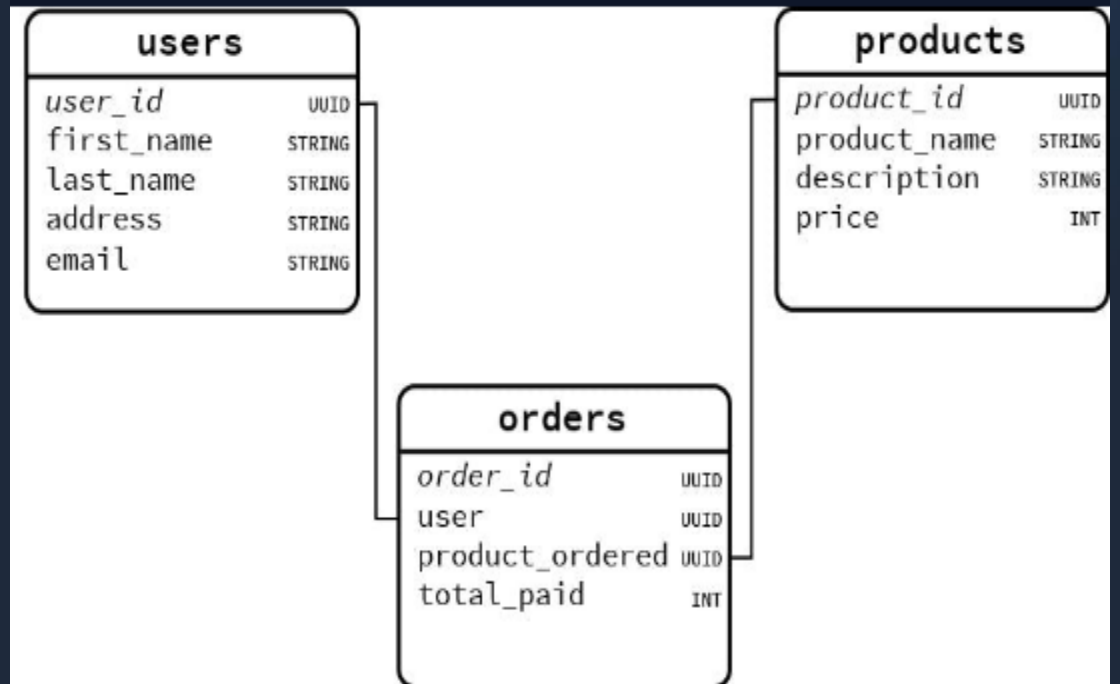 users
user_id UUID
first_name STRING
last_name STRING
address STRING
email STRING
products
product_id UUID
product_name STRING
description STRING
price INT
orders
order_id UUID
user UUID
product_ordered UUID
total_paid INT